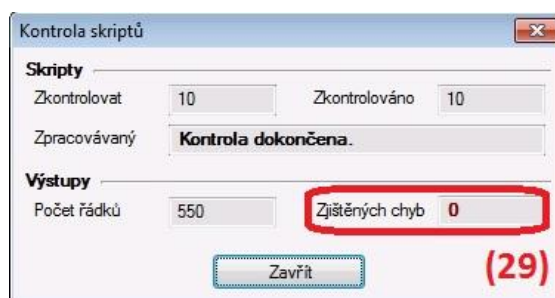 Kontrola skriptů
Skripty
Zkontrolovat 10 Zkontrolováno 10
Zpracovávaný Kontrola dokončena.
Výstupy
Počet řádků 550 Zjištěných chyb 0
Zavřít (29)